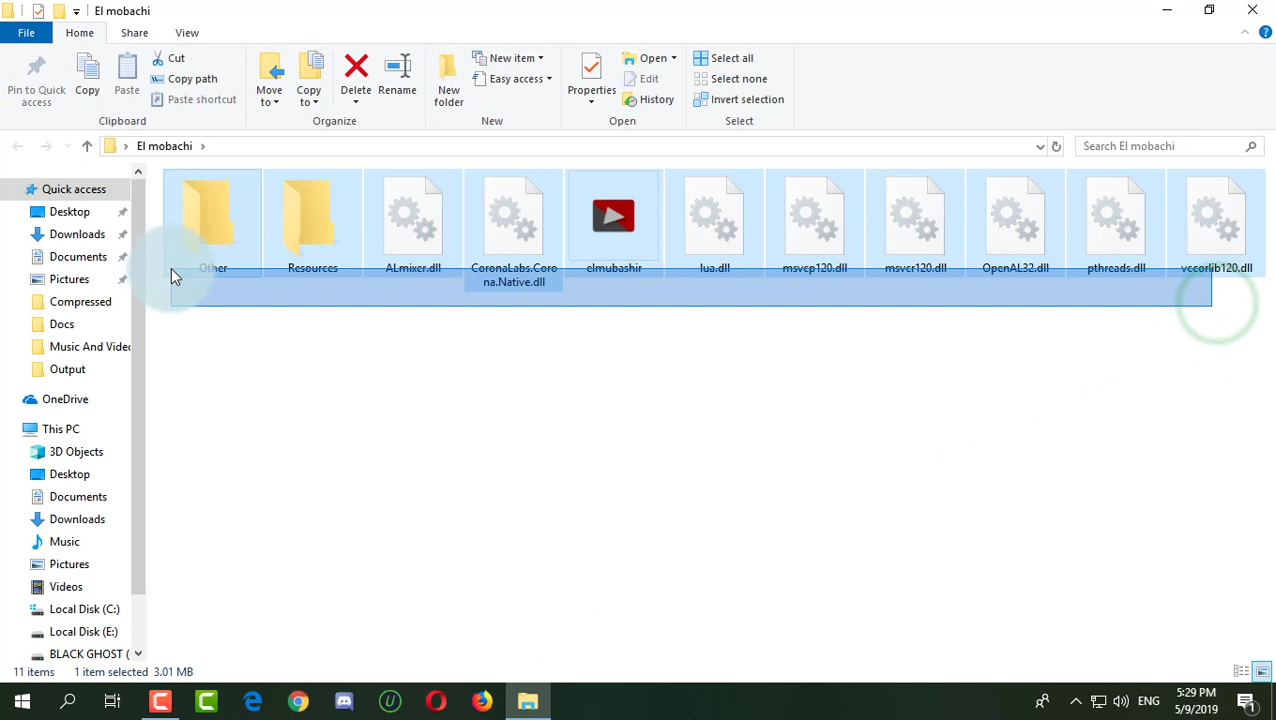 El mobachi
File Home Share View
Pin to Quick access
Copy
Paste
Cut
Copy path
Paste shortcut
Clipboard
Move to
Copy to
Delete
Rename
Organize
New folder
New item
Easy access
New
Properties
Open
Edit
History
Open
Select all
Select none
Invert selection
Select
El mobachi
Search El mobachi
Quick access
Desktop
Downloads
Documents
Pictures
Compressed
Docs
Music And Video
Output
OneDrive
This PC
3D Objects
Desktop
Documents
Downloads
Music
Pictures
Videos
Local Disk (C:)
Local Disk (E:)
BLACK GHOST (
Other
Resources
ALmixer.dll
CoronaLabs.Coro
na.Native.dll
elmubashir
lua.dll
msvcp120.dll
msvcr120.dll
OpenAL32.dll
pthreads.dll
vccorlib120.dll
11 items 1 item selected 3.01 MB
ENG
5:29 PM
5/9/2019
1